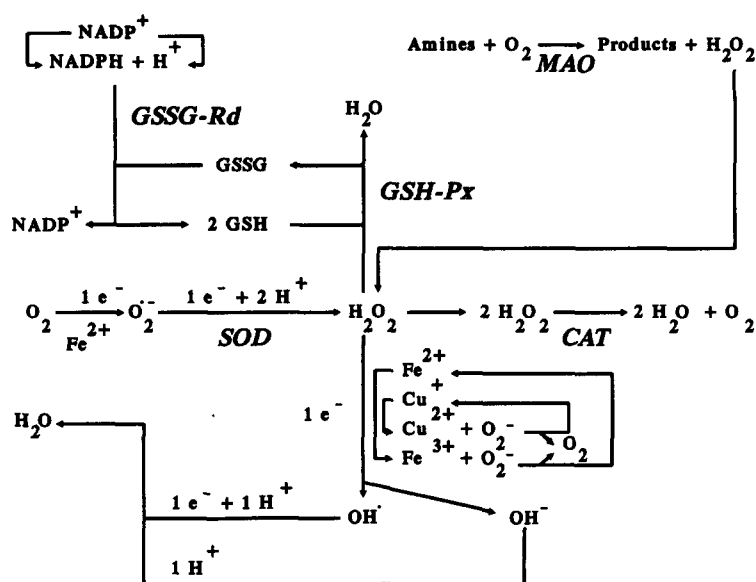 NADP+
NADPH + H+
Amines + O2 Products + H2O2
MAO
GSSG-Rd
H2O
GSSG
GSH-Px
NADP+ 2 GSH
1 e- 1 e- + 2 H+
O2 O2·- H2O2 2 H2O2 2 H2O + O2
Fe2+ SOD CAT
Fe2+
Cu+
1 e-
H2O
Cu2+ + O2-
O2
Fe3+ + O2-
1 e- + 1 H+
OH· OH-
1 H+